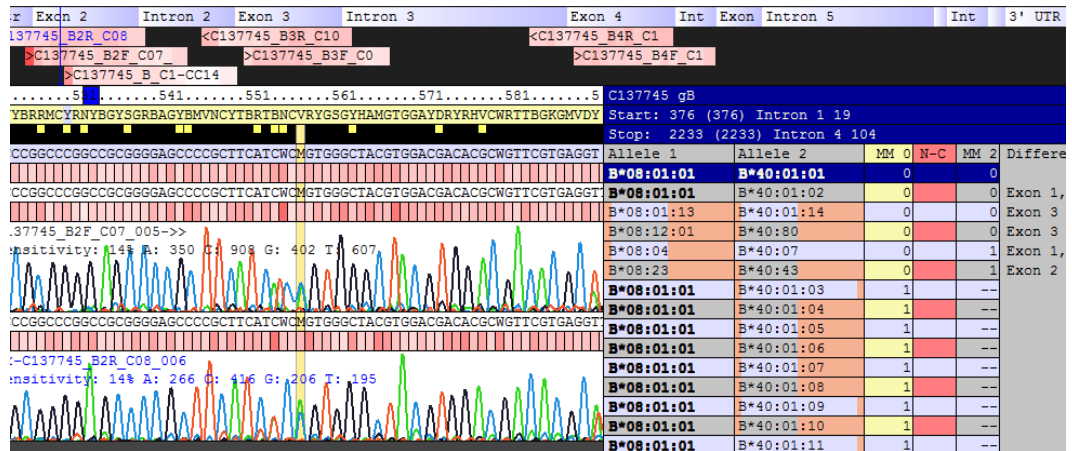 r Exon 2 Intron 2 Exon 3 Intron 3 Exon 4 Int Exon Intron 5 Int 3' UTR
137745_B2R_C08 <C137745_B3R_C10 <C137745_B4R_C1
>C137745_B2F_C07_ >C137745_B3F_C0 >C137745_B4F_C1
>C137745_B_C1-CC14
........531.......541.......551.......561.......571.......581.......5 C137745 gB
YBRRMCYRNYBGYSGRBAGYBMVNCYTBRTBNCVRYGSGYHAMGTGGAYDRYRHVCWRTTBGKGMVDY Start: 376 (376) Intron 1 19
Stop: 2233 (2233) Intron 4 104
CCGGCCCGGCCGCGGGGAGCCCCGCTTCATCWCMGTGGGCTACGTGGACGACACGCWGTTCGTGAGGT Allele 1 Allele 2 MM 0 N-C MM 2 Differe
B*08:01:01 B*40:01:01 0 0
CCGGCCCGGCCGCGGGGAGCCCCGCTTCATCWCMGTGGGCTACGTGGACGACACGCWGTTCGTGAGGT B*08:01:01 B*40:01:02 0 0 Exon 1,
B*08:01:13 B*40:01:14 0 0 Exon 3
.37745_B2F_C07_005->> B*08:12:01 B*40:80 0 0 Exon 3
ensitivity: 14% A: 350 C: 908 G: 402 T: 607 B*08:04 B*40:07 0 1 Exon 1,
B*08:23 B*40:43 0 1 Exon 2
B*08:01:01 B*40:01:03 1 --
B*08:01:01 B*40:01:04 1 --
CCGGCCCGGCCGCGGGGAGCCCCGCTTCATCWCMGTGGGCTACGTGGACGACACGCWGTTCGTGAGGT B*08:01:01 B*40:01:05 1 --
B*08:01:01 B*40:01:06 1 --
-C137745_B2R_C08_006 B*08:01:01 B*40:01:07 1 --
ensitivity: 14% A: 266 C: 416 G: 206 T: 195 B*08:01:01 B*40:01:08 1 --
B*08:01:01 B*40:01:09 1 --
B*08:01:01 B*40:01:10 1 --
B*08:01:01 B*40:01:11 1 --